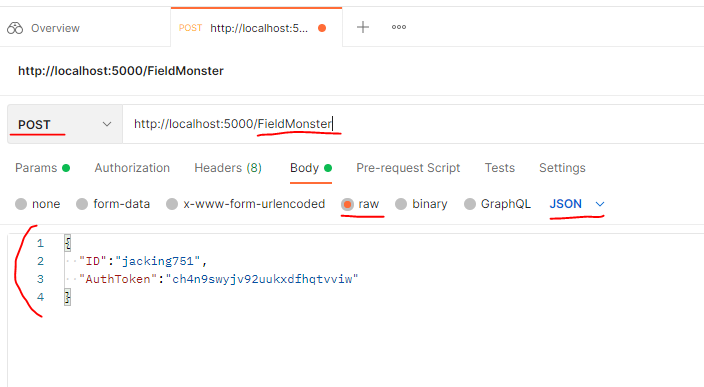 Overview POST http://localhost:5... + ooo
http://localhost:5000/FieldMonster
POST http://localhost:5000/FieldMonster
Params Authorization Headers (8) Body Pre-request Script Tests Settings
none form-data x-www-form-urlencoded raw binary GraphQL JSON
1 {
2 "ID":"jacking751",
3 "AuthToken":"ch4n9swyjv92uukxdfhqtvviw"
4 }